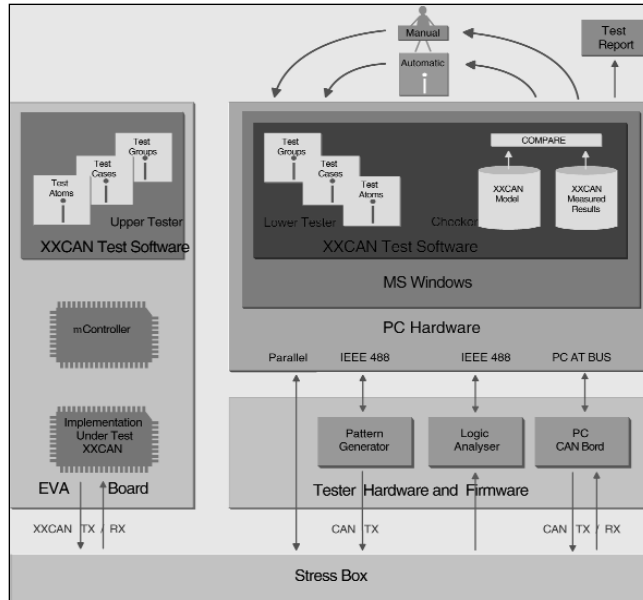 Manual
Automatic
i
Test
Report
Test
Groups
Test
Cases
Test
Atoms
Upper Tester
XXCAN Test Software
mController
Implementation
Under Test
XXCAN
EVA Board
XXCAN TX / RX
Test
Groups
Test
Cases
Test
Atoms
Lower Tester
Checker
COMPARE
XXCAN
Model
XXCAN
Measured
Results
XXCAN Test Software
MS Windows
PC Hardware
Parallel
IEEE 488
IEEE 488
PC AT BUS
Pattern
Generator
Logic
Analyser
PC
CAN Bord
Tester Hardware and Firmware
CAN TX
CAN TX / RX
Stress Box